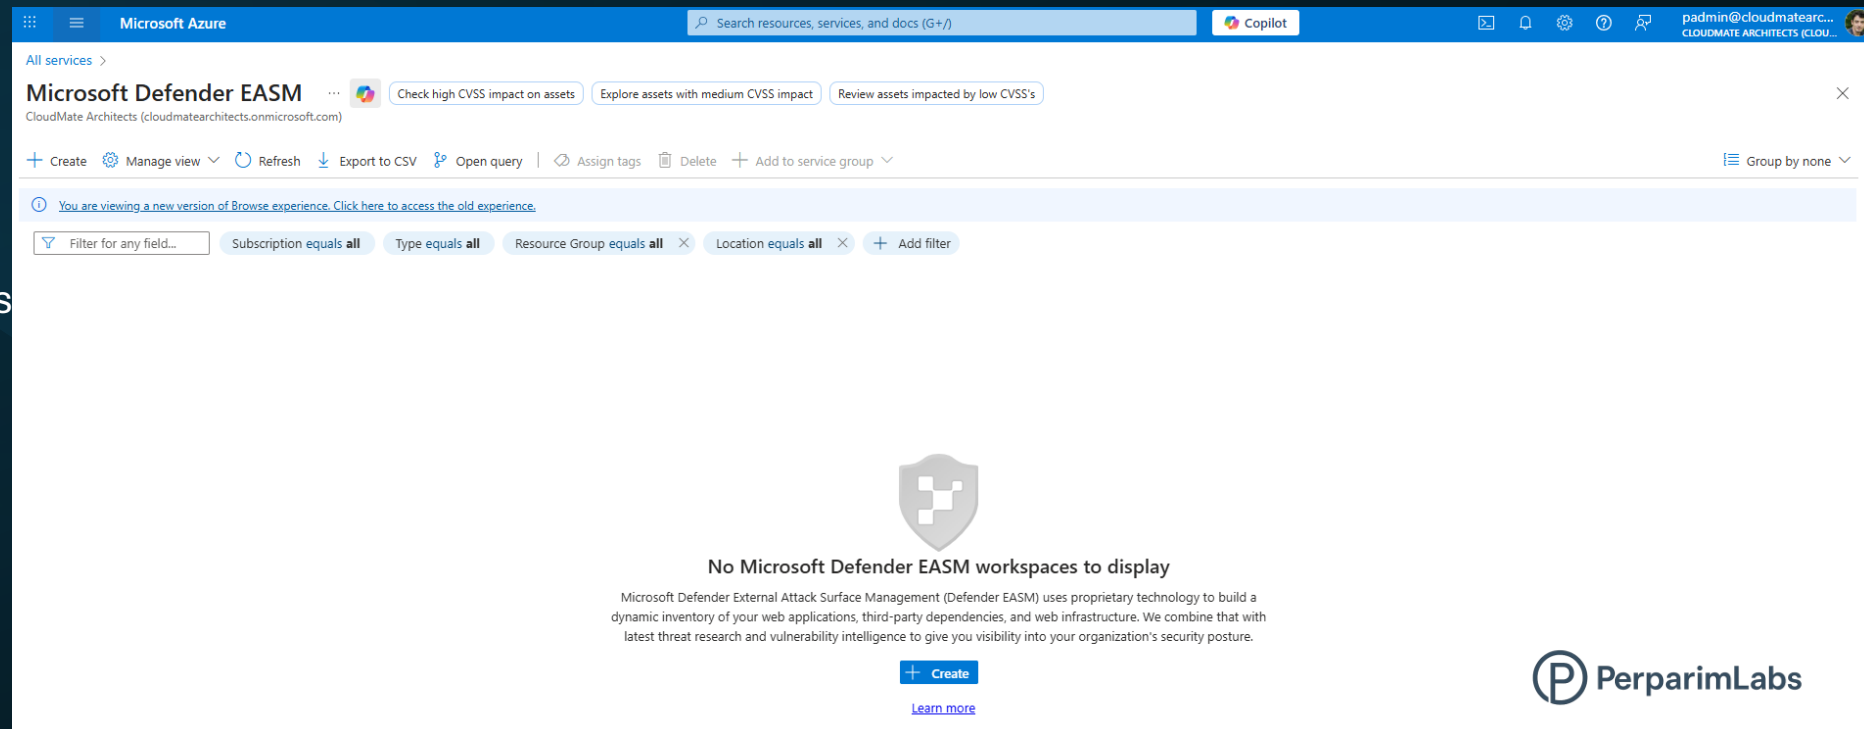 Microsoft Azure
Search resources, services, and docs (G+/)
Copilot
padmin@cloudmatearc...
CLOUDMATE ARCHITECTS (CLOU...
All services >
Microsoft Defender EASM ...
Check high CVSS impact on assets
Explore assets with medium CVSS impact
Review assets impacted by low CVSS's
CloudMate Architects (cloudmatearchitects.onmicrosoft.com)
Create
Manage view
Refresh
Export to CSV
Open query
Assign tags
Delete
Add to service group
Group by none
You are viewing a new version of Browse experience. Click here to access the old experience.
Filter for any field...
Subscription equals all
Type equals all
Resource Group equals all
Location equals all
Add filter
s
No Microsoft Defender EASM workspaces to display
Microsoft Defender External Attack Surface Management (Defender EASM) uses proprietary technology to build a
dynamic inventory of your web applications, third-party dependencies, and web infrastructure. We combine that with
latest threat research and vulnerability intelligence to give you visibility into your organization's security posture.
Create
Learn more
PerparimLabs